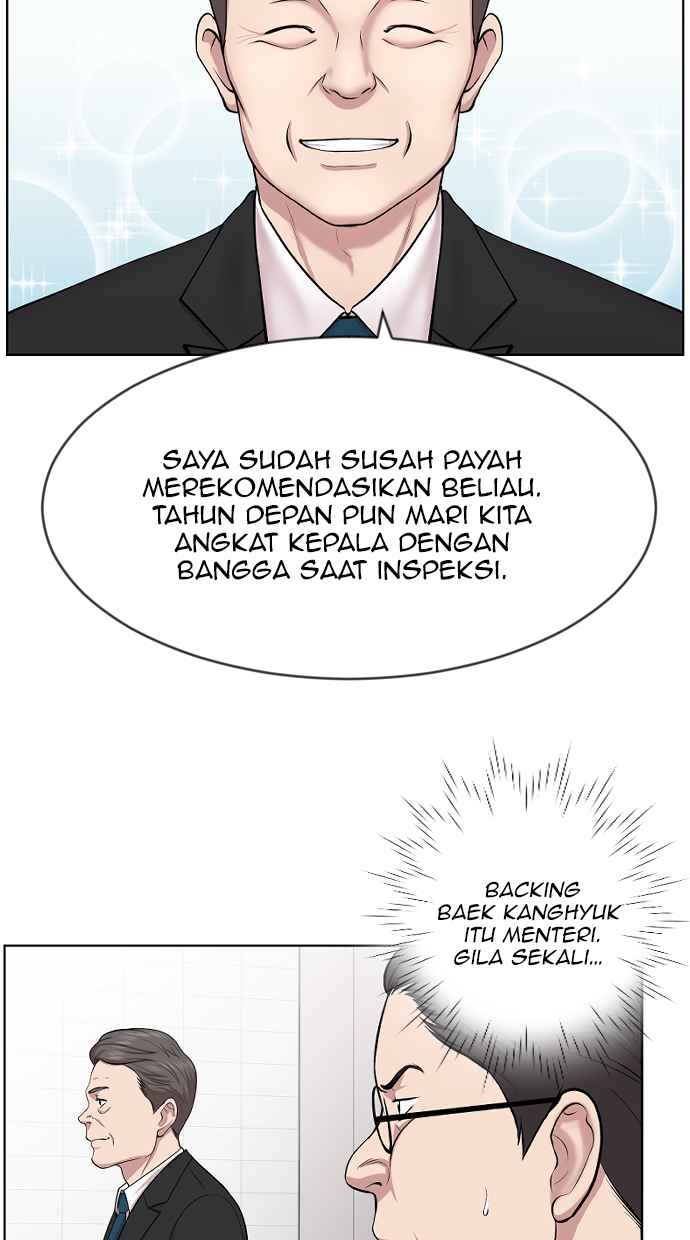 SAYA SUDAH SUSAH PAYAH
MEREKOMENDASIKAN BELIAU.
TAHUN DEPAN PUN MARI KITA
ANGKAT KEPALA DENGAN
BANGGA SAAT INSPEKSI.
BACKING
BAEK KANGHYUK
ITU MENTERI.
GILA SEKALI...